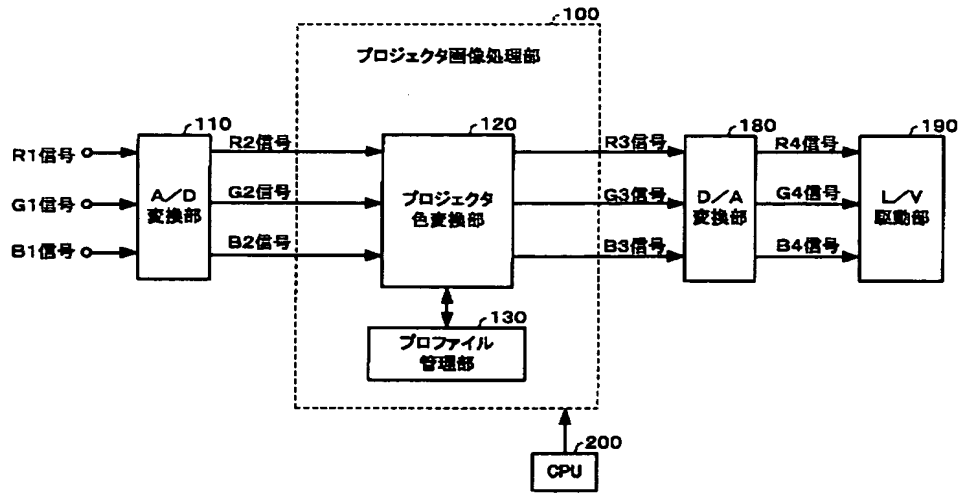 100
プロジェクタ画像処理部
110
120
180
190
R1信号
R2信号
R3信号
R4信号
G1信号
A/D
変換部
G2信号
プロジェクタ
色変換部
G3信号
D/A
変換部
G4信号
L/V
駆動部
B1信号
B2信号
B3信号
B4信号
130
プロファイル
管理部
200
CPU